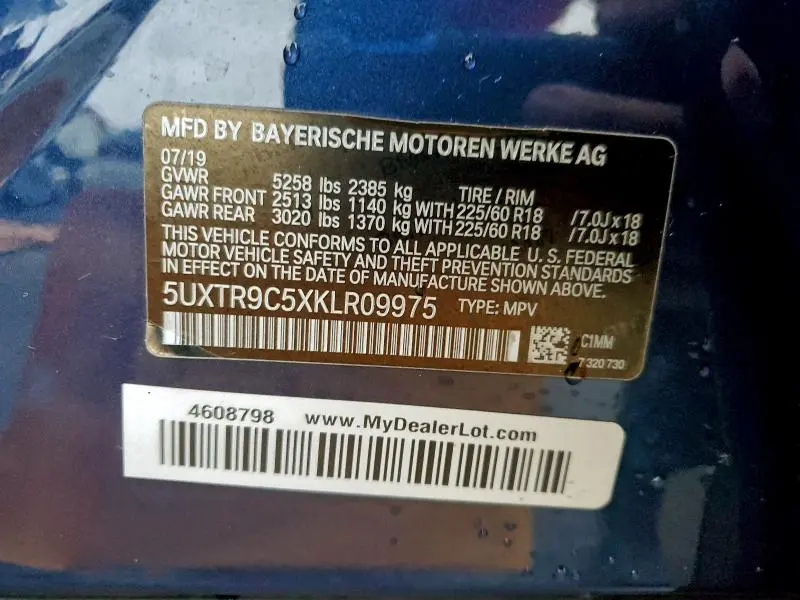 MFD BY BAYERISCHE MOTOREN WERKE AG
07/19
GVWR 5258 lbs 2385 kg TIRE / RIM
GAWR FRONT 2513 lbs 1140 kg WITH 225/60 R18 /7.0J x 18
GAWR REAR 3020 lbs 1370 kg WITH 225/60 R18 /7.0J x 18
THIS VEHICLE CONFORMS TO ALL APPLICABLE U. S. FEDERAL
MOTOR VEHICLE SAFETY AND THEFT PREVENTION STANDARDS
IN EFFECT ON THE DATE OF MANUFACTURE SHOWN ABOVE.
5UXTR9C5XKLR09975 TYPE: MPV
C1MM
7 320 730
4608798 www.MyDealerLot.com